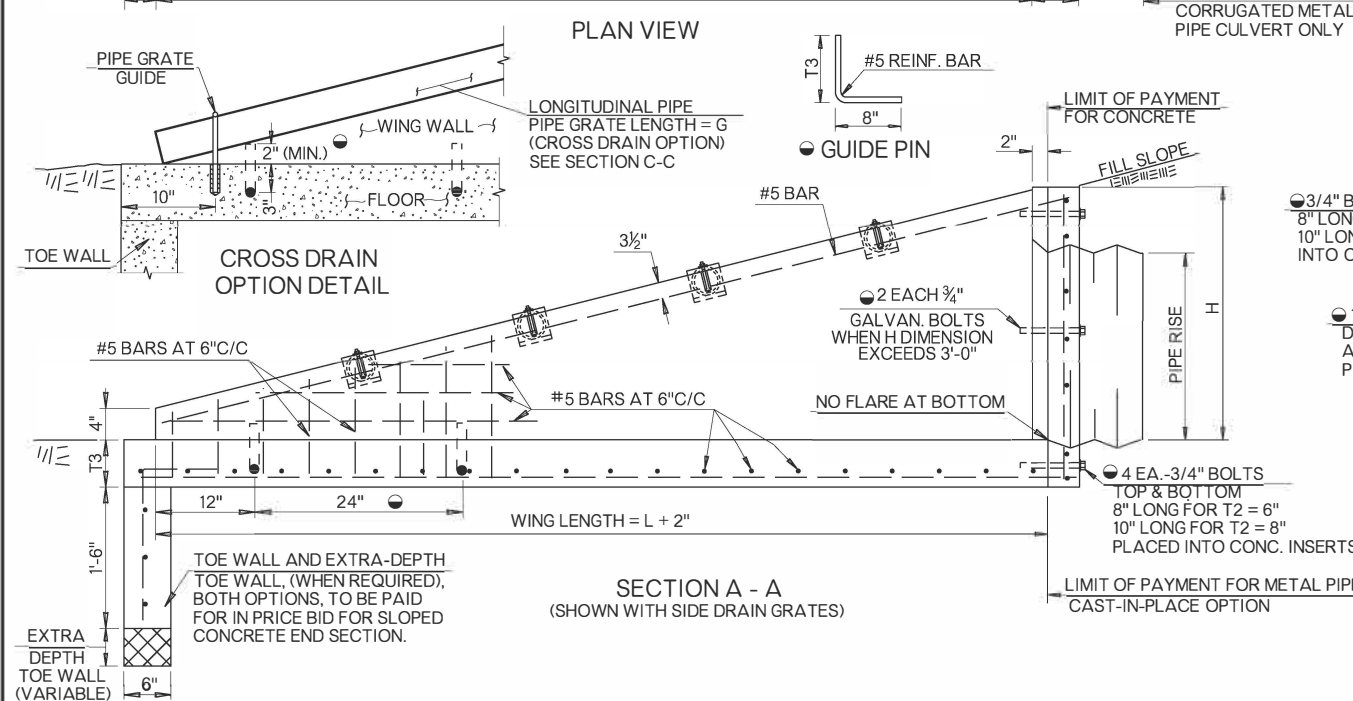 PLAN VIEW
CORRUGATED METAL
PIPE CULVERT ONLY
PIPE GRATE
GUIDE
T3
#5 REINF. BAR
8"
GUIDE PIN
LONGITUDINAL PIPE
PIPE GRATE LENGTH = G
(CROSS DRAIN OPTION)
SEE SECTION C-C
WING WALL
2" (MIN.)
3"
FLOOR
10"
TOE WALL
CROSS DRAIN
OPTION DETAIL
LIMIT OF PAYMENT
FOR CONCRETE
2"
FILL SLOPE
#5 BAR
3½"
3/4" B
8" LON
10" LON
INTO C
2 EACH ¾"
GALVAN. BOLTS
WHEN H DIMENSION
EXCEEDS 3'-0"
PIPE RISE
H
D
A
P
#5 BARS AT 6"C/C
#5 BARS AT 6"C/C
NO FLARE AT BOTTOM
4"
T3
12"
24"
WING LENGTH = L + 2"
4 EA.-3/4" BOLTS
TOP & BOTTOM
8" LONG FOR T2 = 6"
10" LONG FOR T2 = 8"
PLACED INTO CONC. INSERTS
1'-6"
TOE WALL AND EXTRA-DEPTH
TOE WALL, (WHEN REQUIRED),
BOTH OPTIONS, TO BE PAID
FOR IN PRICE BID FOR SLOPED
CONCRETE END SECTION.
SECTION A - A
(SHOWN WITH SIDE DRAIN GRATES)
LIMIT OF PAYMENT FOR METAL PIPE
CAST-IN-PLACE OPTION
EXTRA
DEPTH
TOE WALL
(VARIABLE)
6"